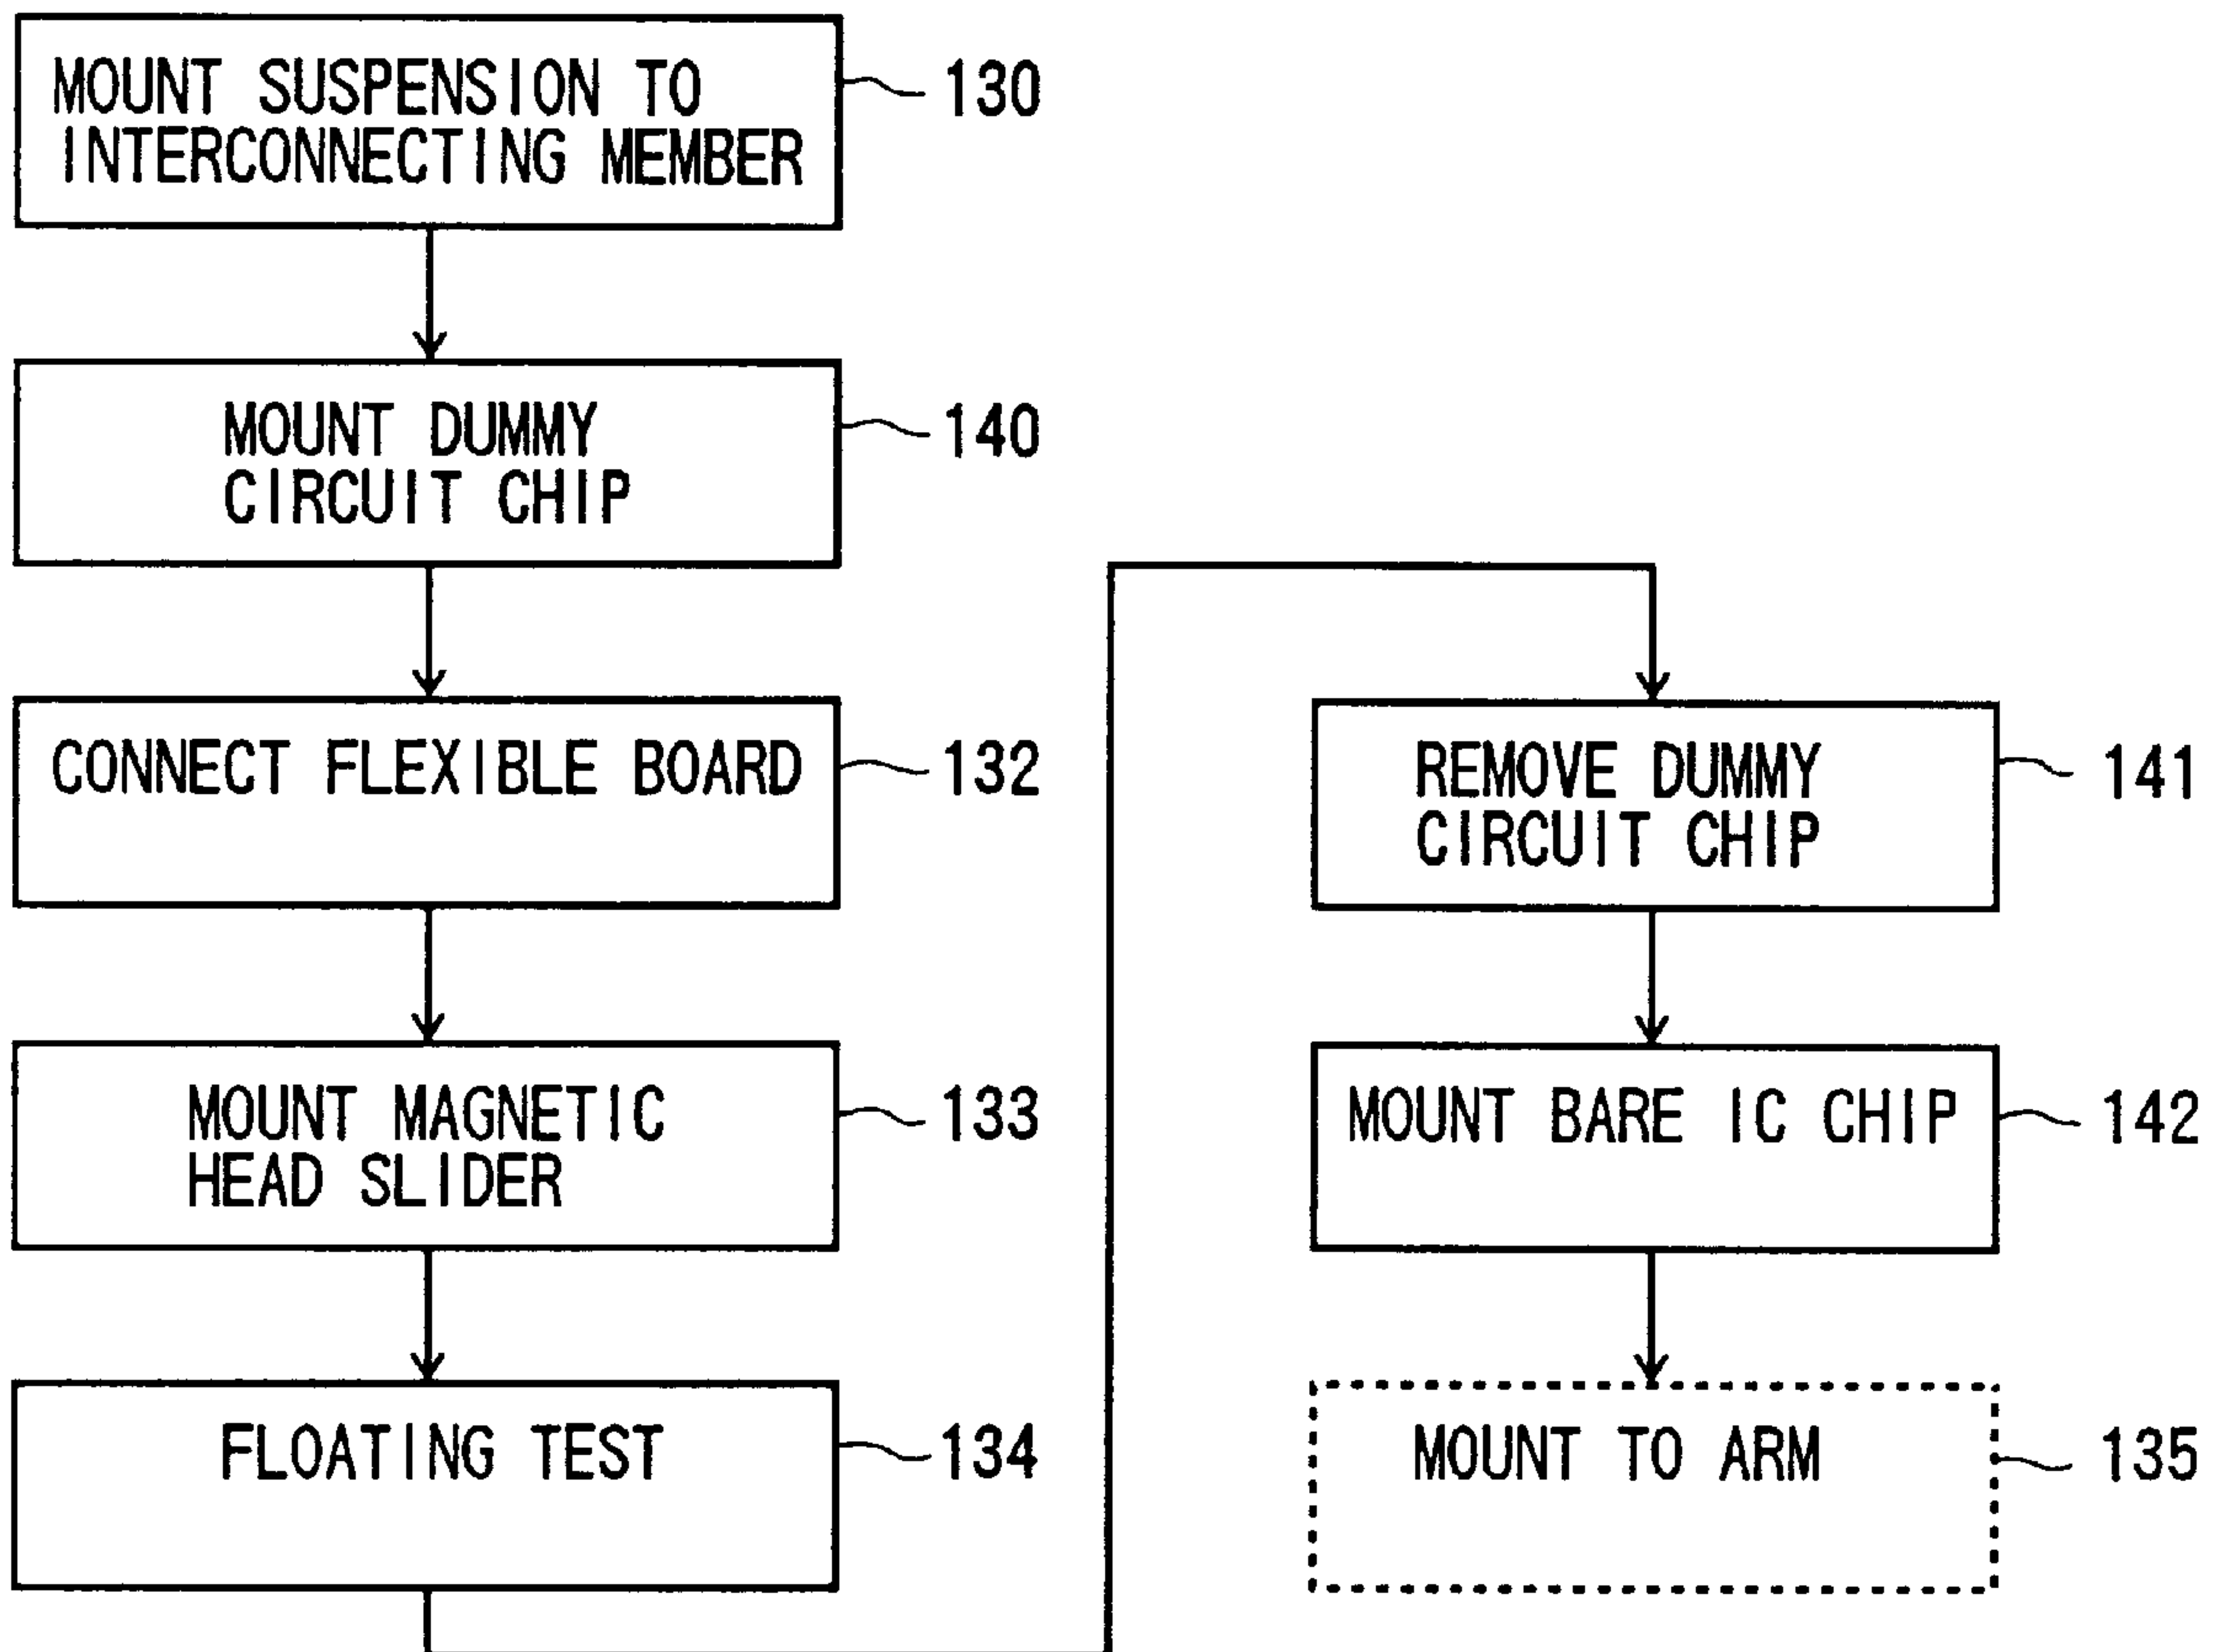 MOUNT SUSPENSION TO
INTERCONNECTING MEMBER
130
MOUNT DUMMY
CIRCUIT CHIP
140
CONNECT FLEXIBLE BOARD
132
MOUNT MAGNETIC
HEAD SLIDER
133
FLOATING TEST
134
REMOVE DUMMY
CIRCUIT CHIP
141
MOUNT BARE IC CHIP
142
MOUNT TO ARM
135